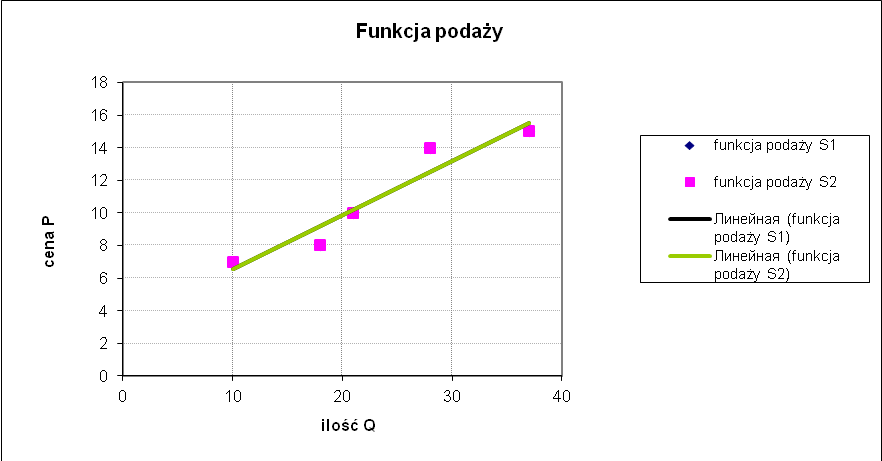 Funkcja podaży
18
16
14
12
10
8
6
4
2
0
cena P
0 10 20 30 40
ilość Q
funkcja podaży S1
funkcja podaży S2
Линейная (funkcja
podaży S1)
Линейная (funkcja
podaży S2)